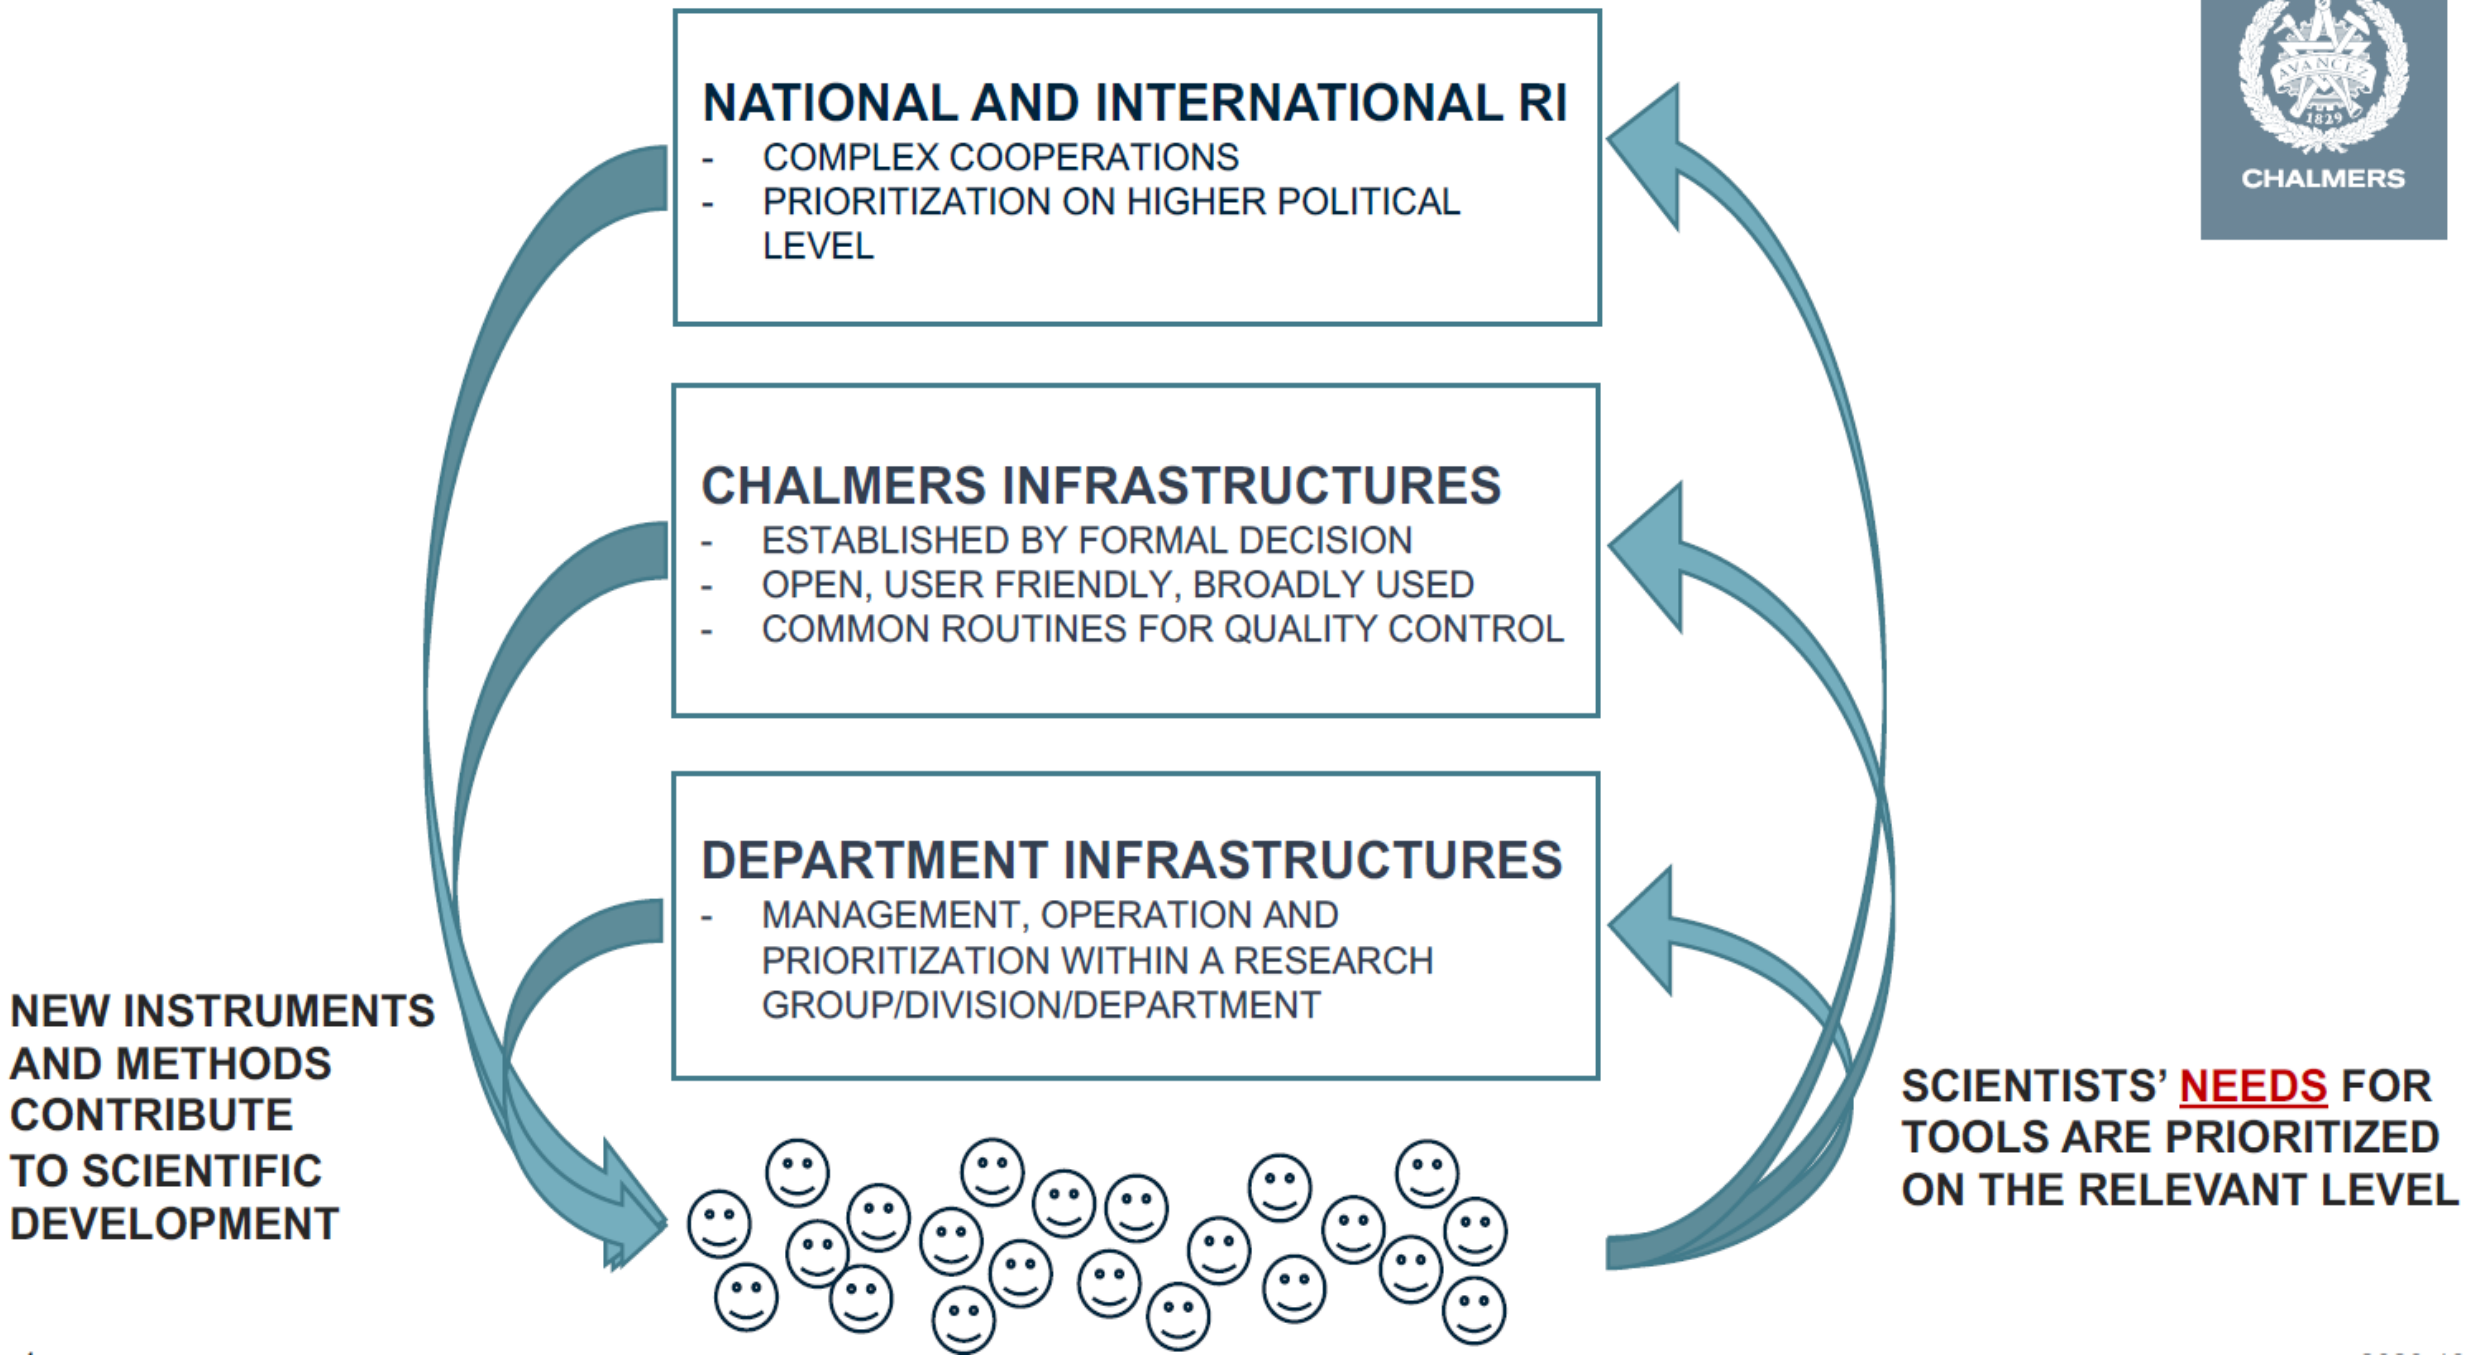 NATIONAL AND INTERNATIONAL RI
- COMPLEX COOPERATIONS
- PRIORITIZATION ON HIGHER POLITICAL
LEVEL
AVANCEZ
1829
CHALMERS
CHALMERS INFRASTRUCTURES
- ESTABLISHED BY FORMAL DECISION
- OPEN, USER FRIENDLY, BROADLY USED
- COMMON ROUTINES FOR QUALITY CONTROL
DEPARTMENT INFRASTRUCTURES
- MANAGEMENT, OPERATION AND
PRIORITIZATION WITHIN A RESEARCH
GROUP/DIVISION/DEPARTMENT
NEW INSTRUMENTS
AND METHODS
CONTRIBUTE
TO SCIENTIFIC
DEVELOPMENT
SCIENTISTS’ NEEDS FOR
TOOLS ARE PRIORITIZED
ON THE RELEVANT LEVEL